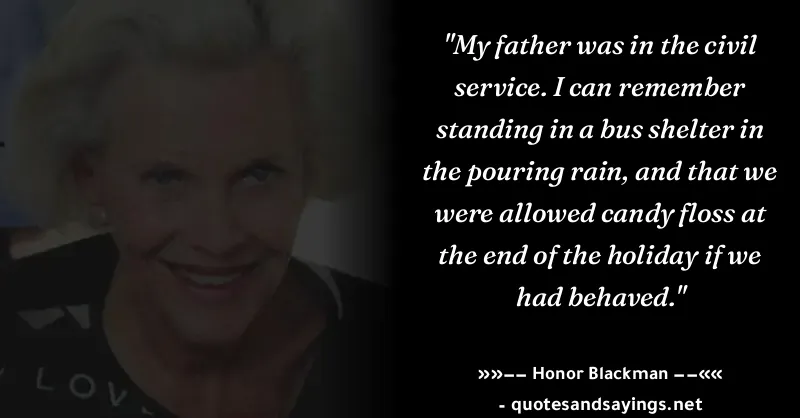 "My father was in the civil
service. I can remember
standing in a bus shelter in
the pouring rain, and that we
were allowed candy floss at
the end of the holiday if we
had behaved."
»»—— Honor Blackman ——««
- quotesandsayings.net
LOV